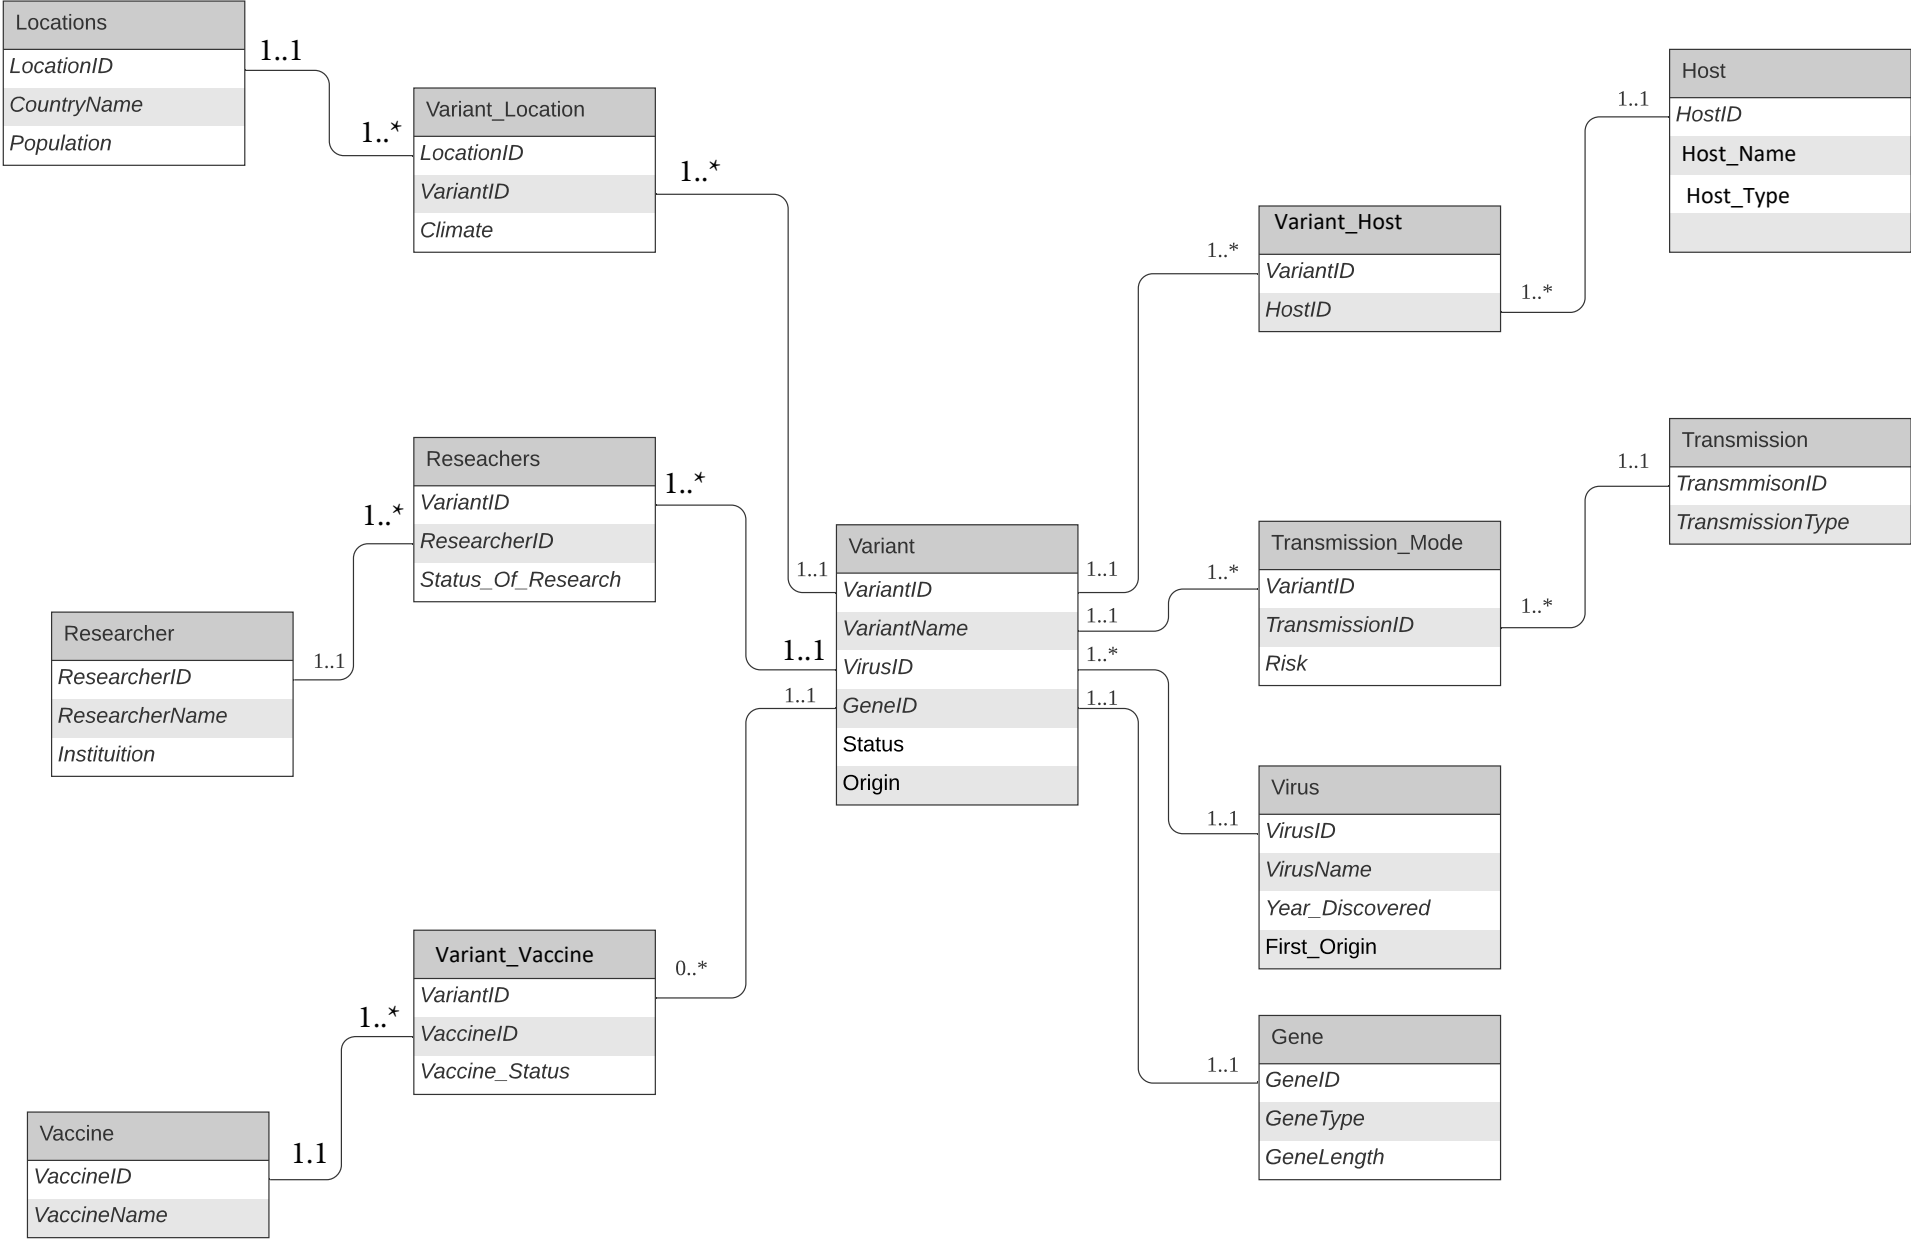 Locations
LocationID
CountryName
Population
1..1
1..*
Variant_Location
LocationID
VariantID
Climate
1..*
Reseachers
VariantID
ResearcherID
Status_Of_Research
1..*
1..*
Researcher
ResearcherID
ResearcherName
Instituition
1..1
Variant_Vaccine
VariantID
VaccineID
Vaccine_Status
0..*
1..*
Vaccine
VaccineID
VaccineName
1.1
Variant
VariantID
VariantName
VirusID
GeneID
Status
Origin
1..1
1..1
1..1
1..1
1..1
1..*
1..1
Variant_Host
VariantID
HostID
1..*
1..*
Host
HostID
Host_Name
Host_Type
1..1
Transmission_Mode
VariantID
TransmissionID
Risk
1..*
1..*
Transmission
TransmmisonID
TransmissionType
1..1
Virus
VirusID
VirusName
Year_Discovered
First_Origin
1..1
Gene
GeneID
GeneType
GeneLength
1..1